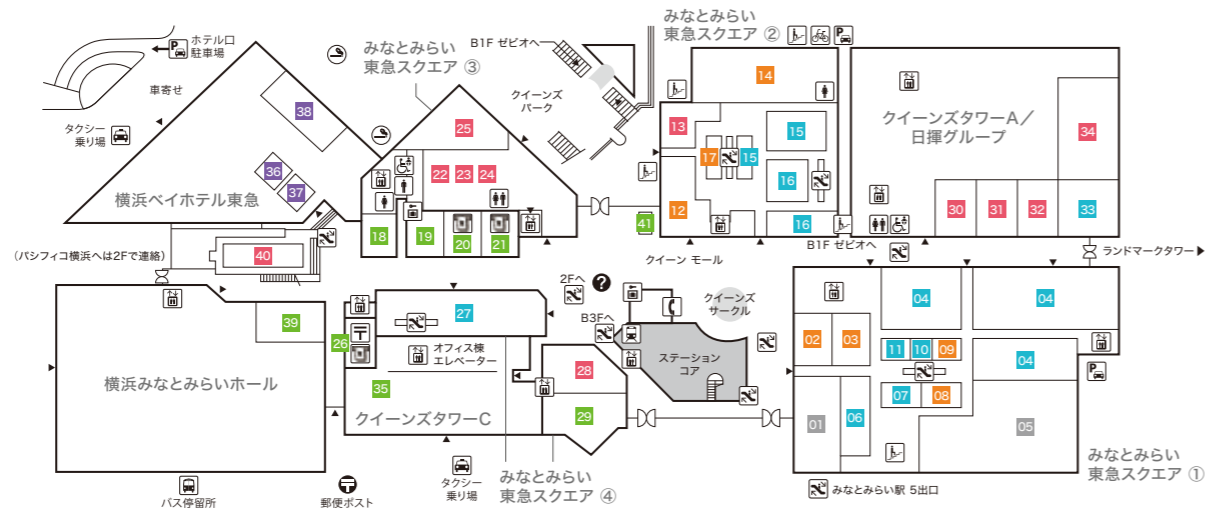 ホテル口
駐車場
車寄せ
タクシー
乗り場
38
36
37
横浜ベイホテル東急
みなとみらい
東急スクエア ③
25
22 23 24
18
19
20
21
B1F ゼビオへ
クイーンズ
パーク
みなとみらい
東急スクエア ②
14
13
17
15
15
16
12
16
41
クイーン モール
クイーンズタワーA／
日揮グループ
34
30
31
32
33
B1F ゼビオへ
ランドマークタワー
(パシフィコ横浜へは2Fで連絡)
40
39
横浜みなとみらいホール
バス停留所
郵便ポスト
26
27
オフィス棟
エレベーター
35
クイーンズタワーC
28
29
タクシー
乗り場
みなとみらい
東急スクエア ④
2Fへ
?
B3Fへ
クイーンズ
サークル
ステーション
コア
04
04
02
03
11
10
09
04
07
08
01
06
05
みなとみらい
東急スクエア ①
みなとみらい駅 5出口